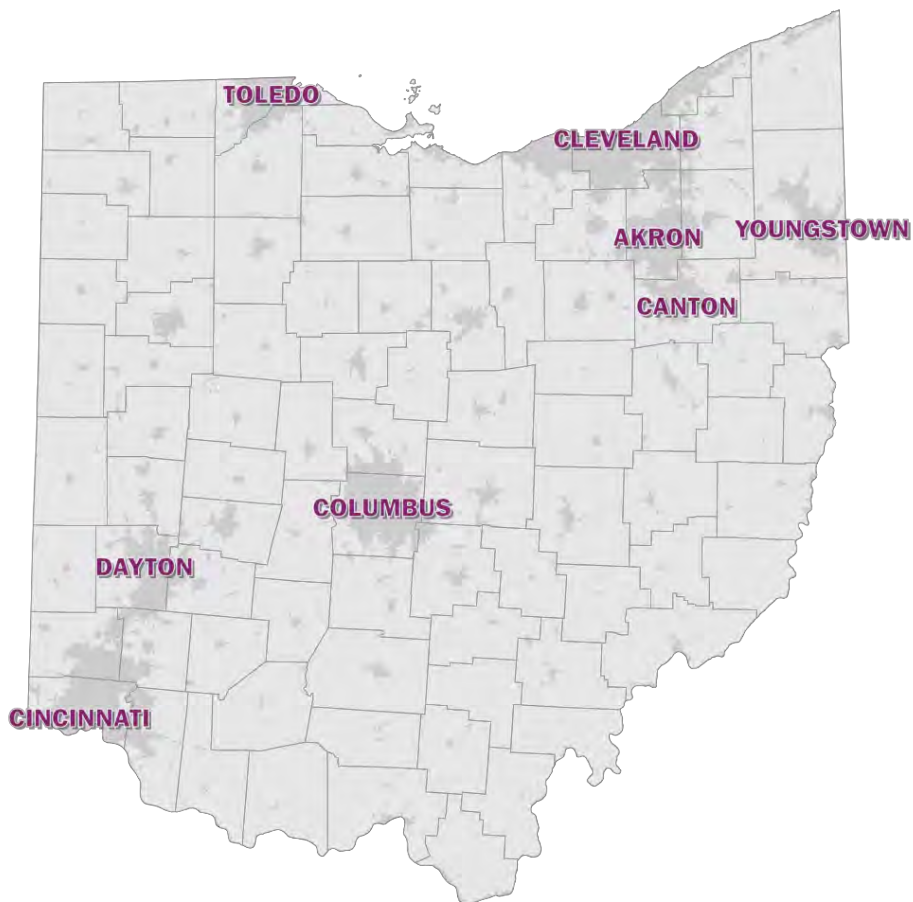 TOLEDO
CLEVELAND
YOUNGSTOWN
AKRON
CANTON
COLUMBUS
DAYTON
CINCINNATI